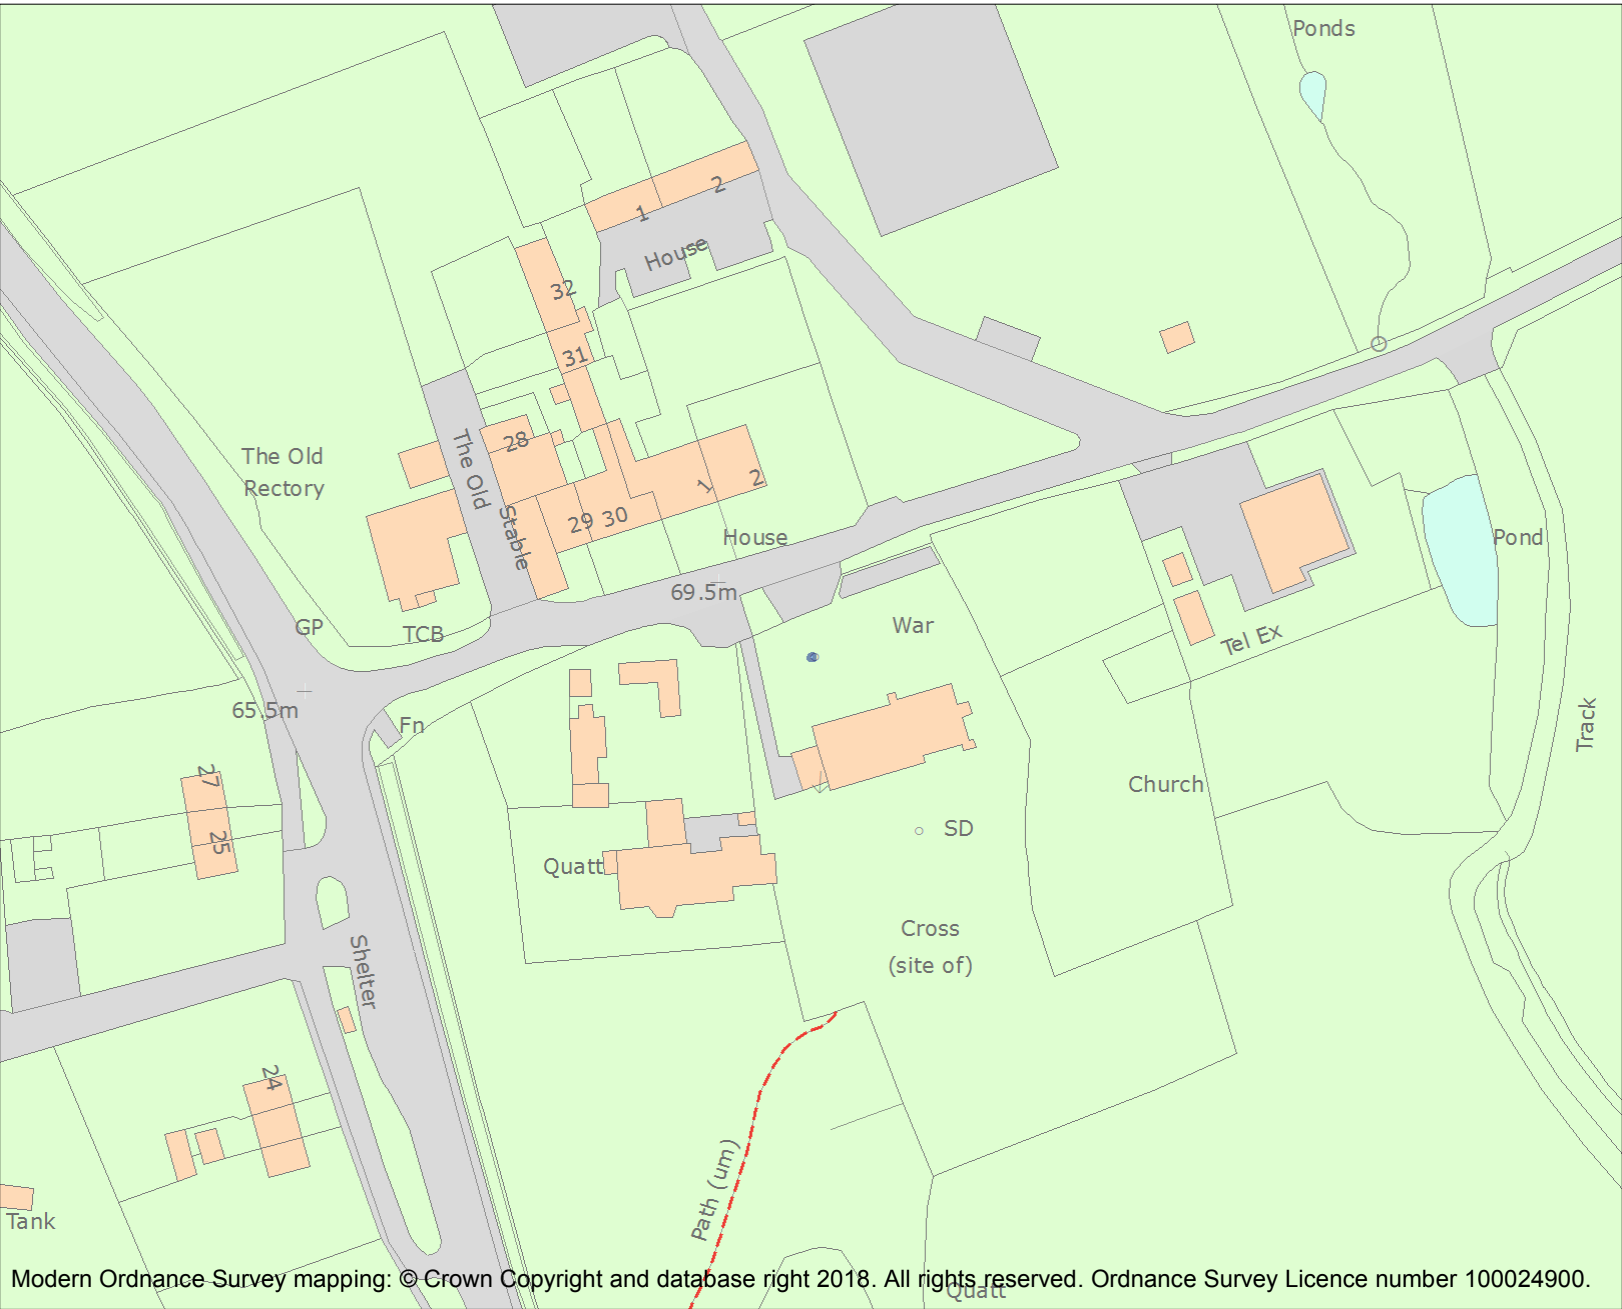 Ponds
2
1
House
32
31
28
The Old
Rectory
The Old
Stable
1
2
29
30
House
Pond
69.5m
GP
TCB
War
Tel Ex
65.5m
Fn
Track
27
25
Church
SD
Quatt
Cross
(site of)
Shelter
24
Path (um)
Tank
Modern Ordnance Survey mapping: © Crown Copyright and database right 2018. All rights reserved. Ordnance Survey Licence number 100024900.
Quatt